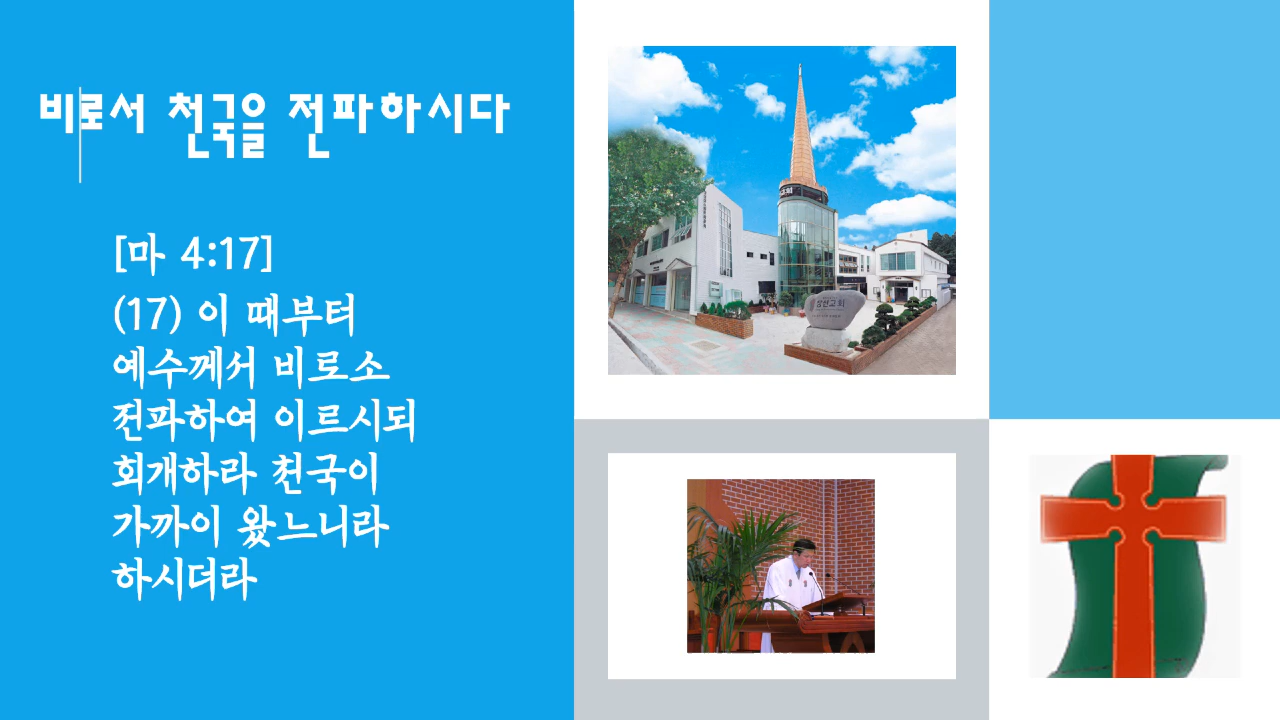 비로서 천국을 전파하시다
[마 4:17]
(17) 이 때부터
예수께서 비로소
전파하여 이르시되
회개하라 천국이
가까이 왔느니라
하시더라